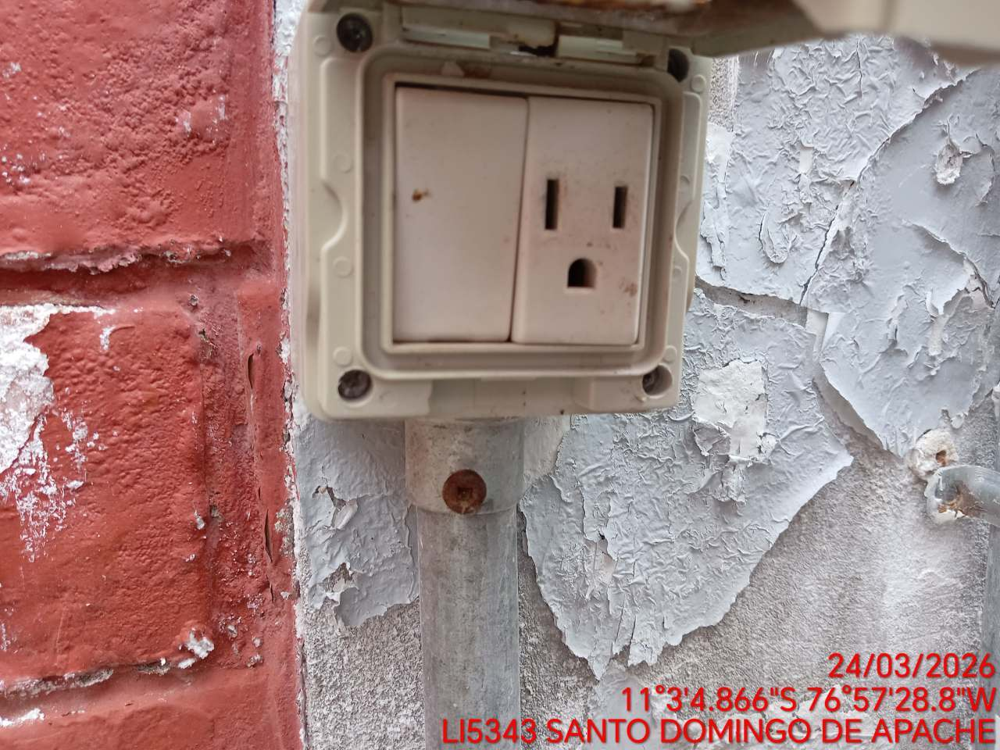 24/03/2026
11°3'4.866"S 76°57'28.8"W
LI5343 SANTO DOMINGO DE APACHE